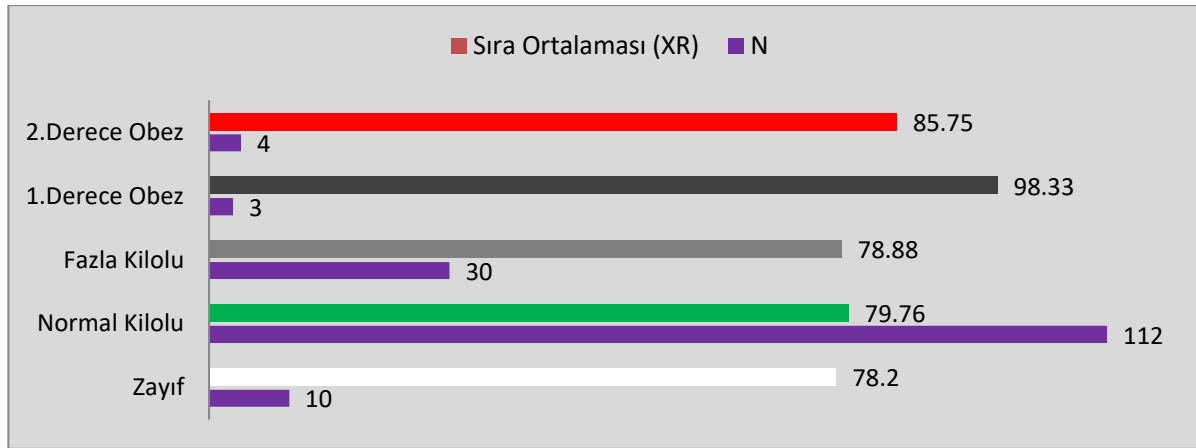 Sıra Ortalaması (XR) N
2.Derece Obez 85.75
4
1.Derece Obez 98.33
3
Fazla Kilolu 78.88
30
Normal Kilolu 79.76
112
Zayıf 78.2
10